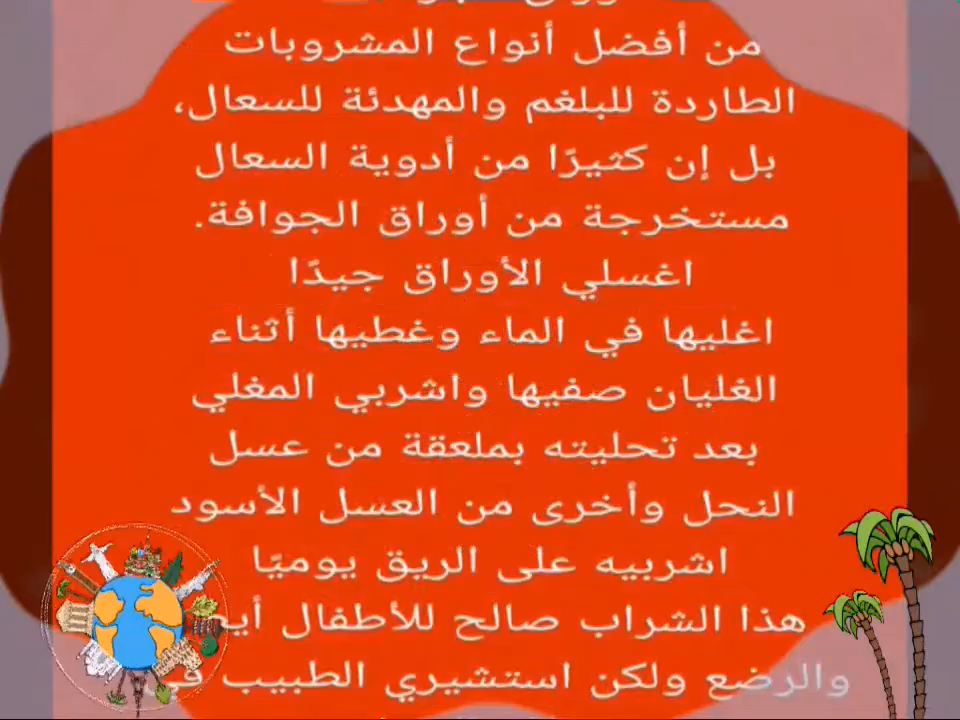 من أفضل أنواع المشروبات
الطاردة للبلغم والمهدئة للسعال،
بل إن كثيرًا من أدوية السعال
مستخرجة من أوراق الجوافة.
اغسلي الأوراق جيدًا
اغليها في الماء وغطيها أثناء
الغليان صفيها واشربي المغلي
بعد تحليته بملعقة من عسل
النحل وأخرى من العسل الأسود
اشربيه على الريق يوميًا
هذا الشراب صالح للأطفال
والرضع ولكن استشيري الطبيب في